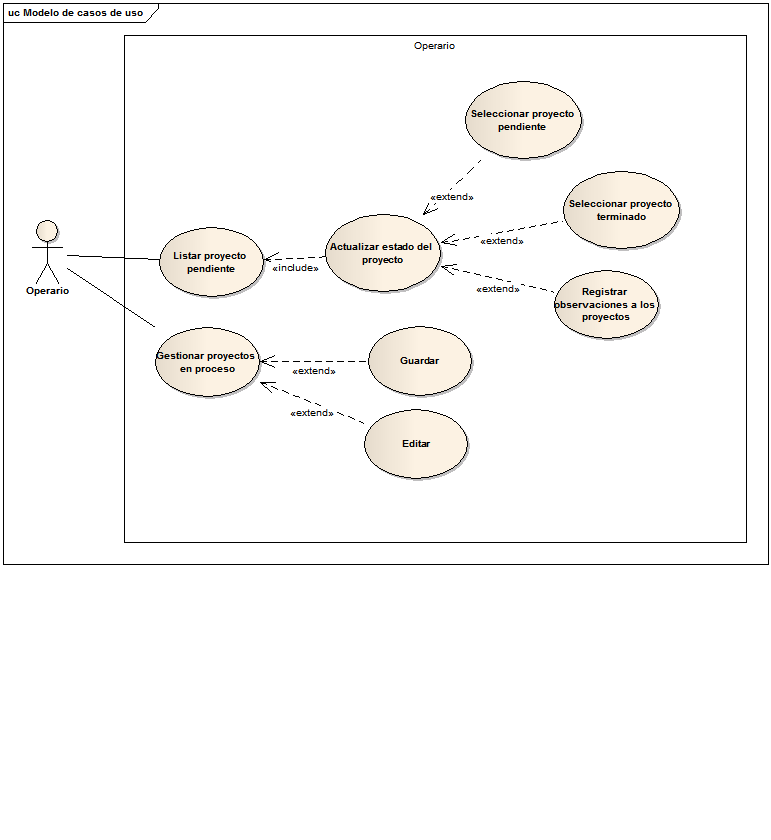 uc Modelo de casos de uso
Operario
Seleccionar proyecto
pendiente
«extend»
Seleccionar proyecto
terminado
«extend»
Actualizar estado del
proyecto
Listar proyecto
pendiente
«include»
«extend»
Registrar
observaciones a los
proyectos
Operario
Gestionar proyectos
en proceso
«extend»
Guardar
«extend»
Editar